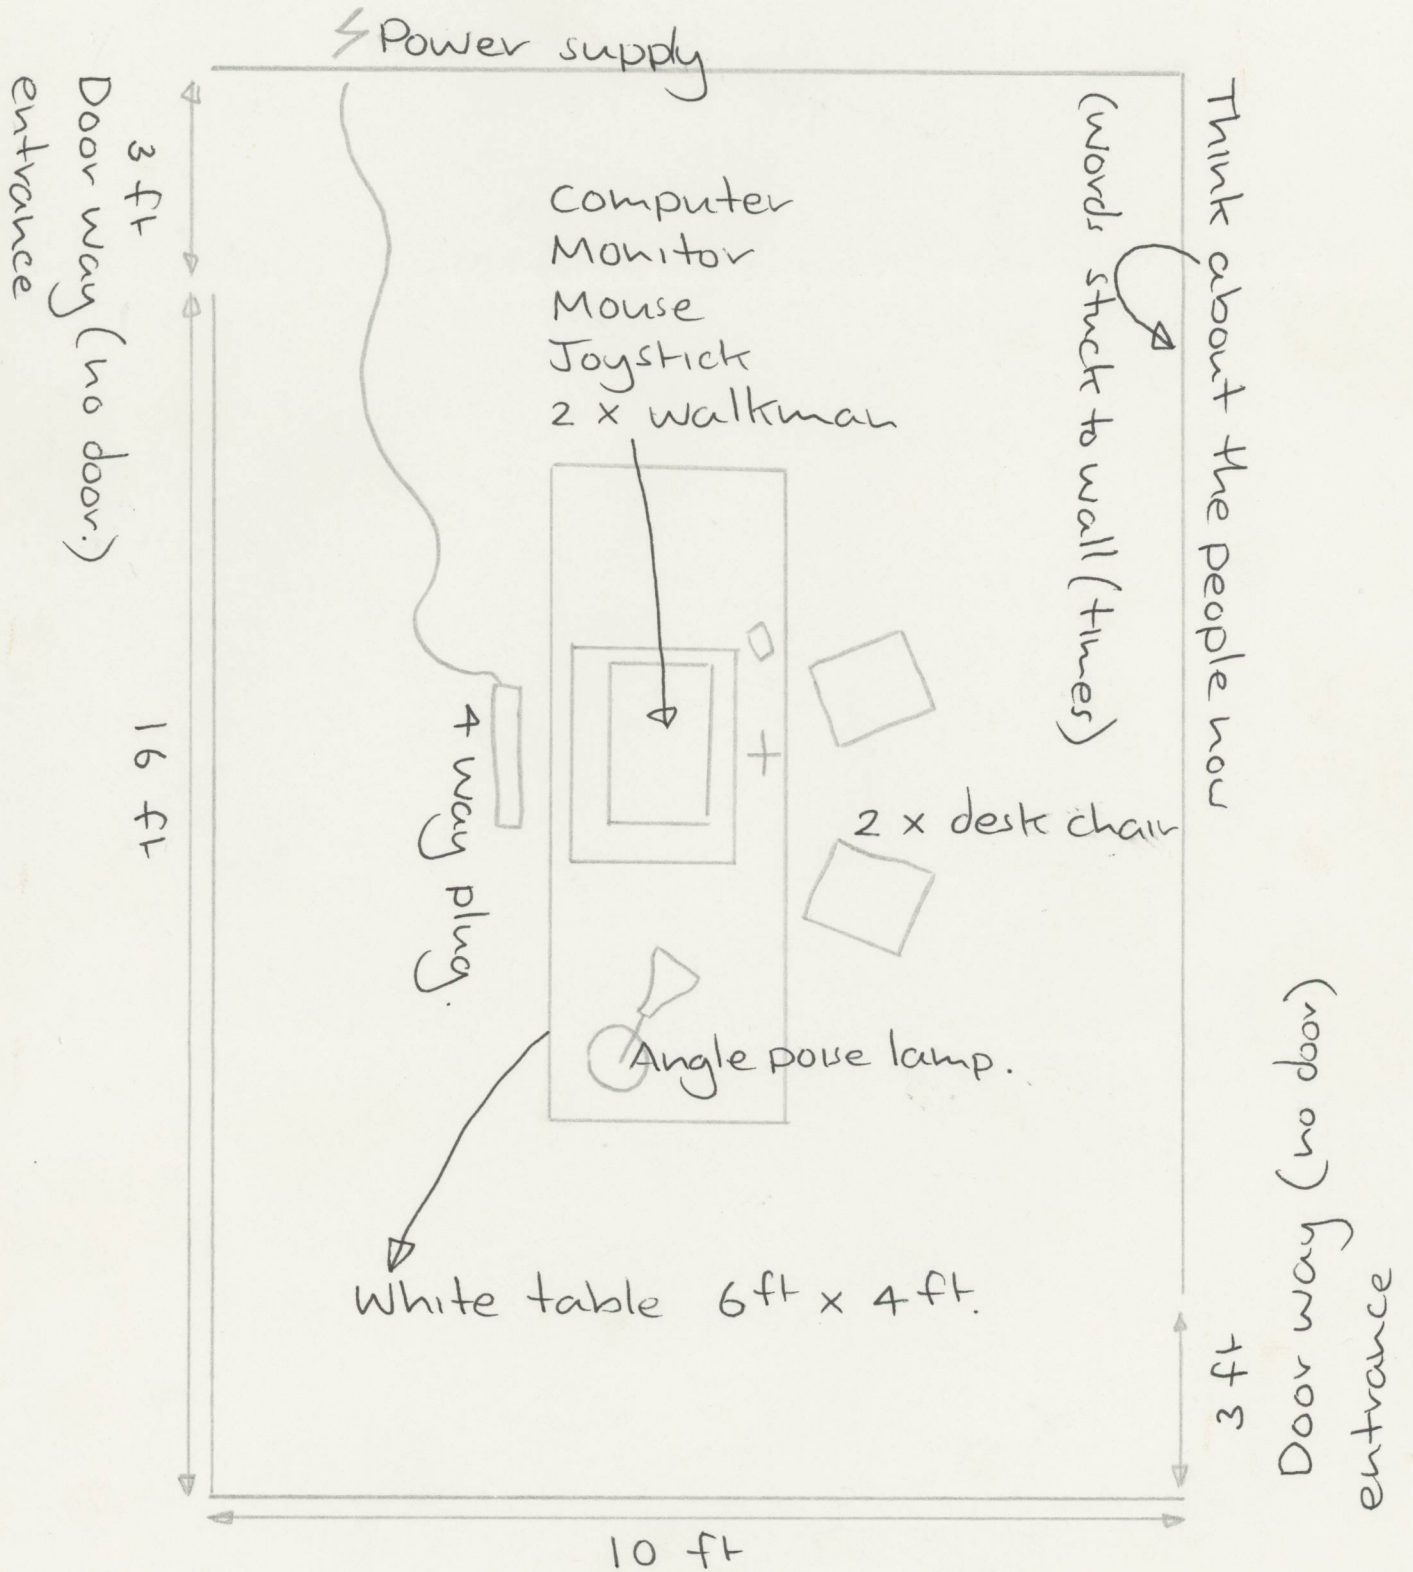 Power supply
3 ft
Door way (no door.)
entrance
Computer
Monitor
Mouse
Joystick
2 x walkman
Think about the people now
(words stuck to wall (times)
16 ft
4 way plug.
2 x desk chair
Angle poise lamp.
White table 6ft x 4ft.
3 ft
Door way (no door)
entrance
10 ft